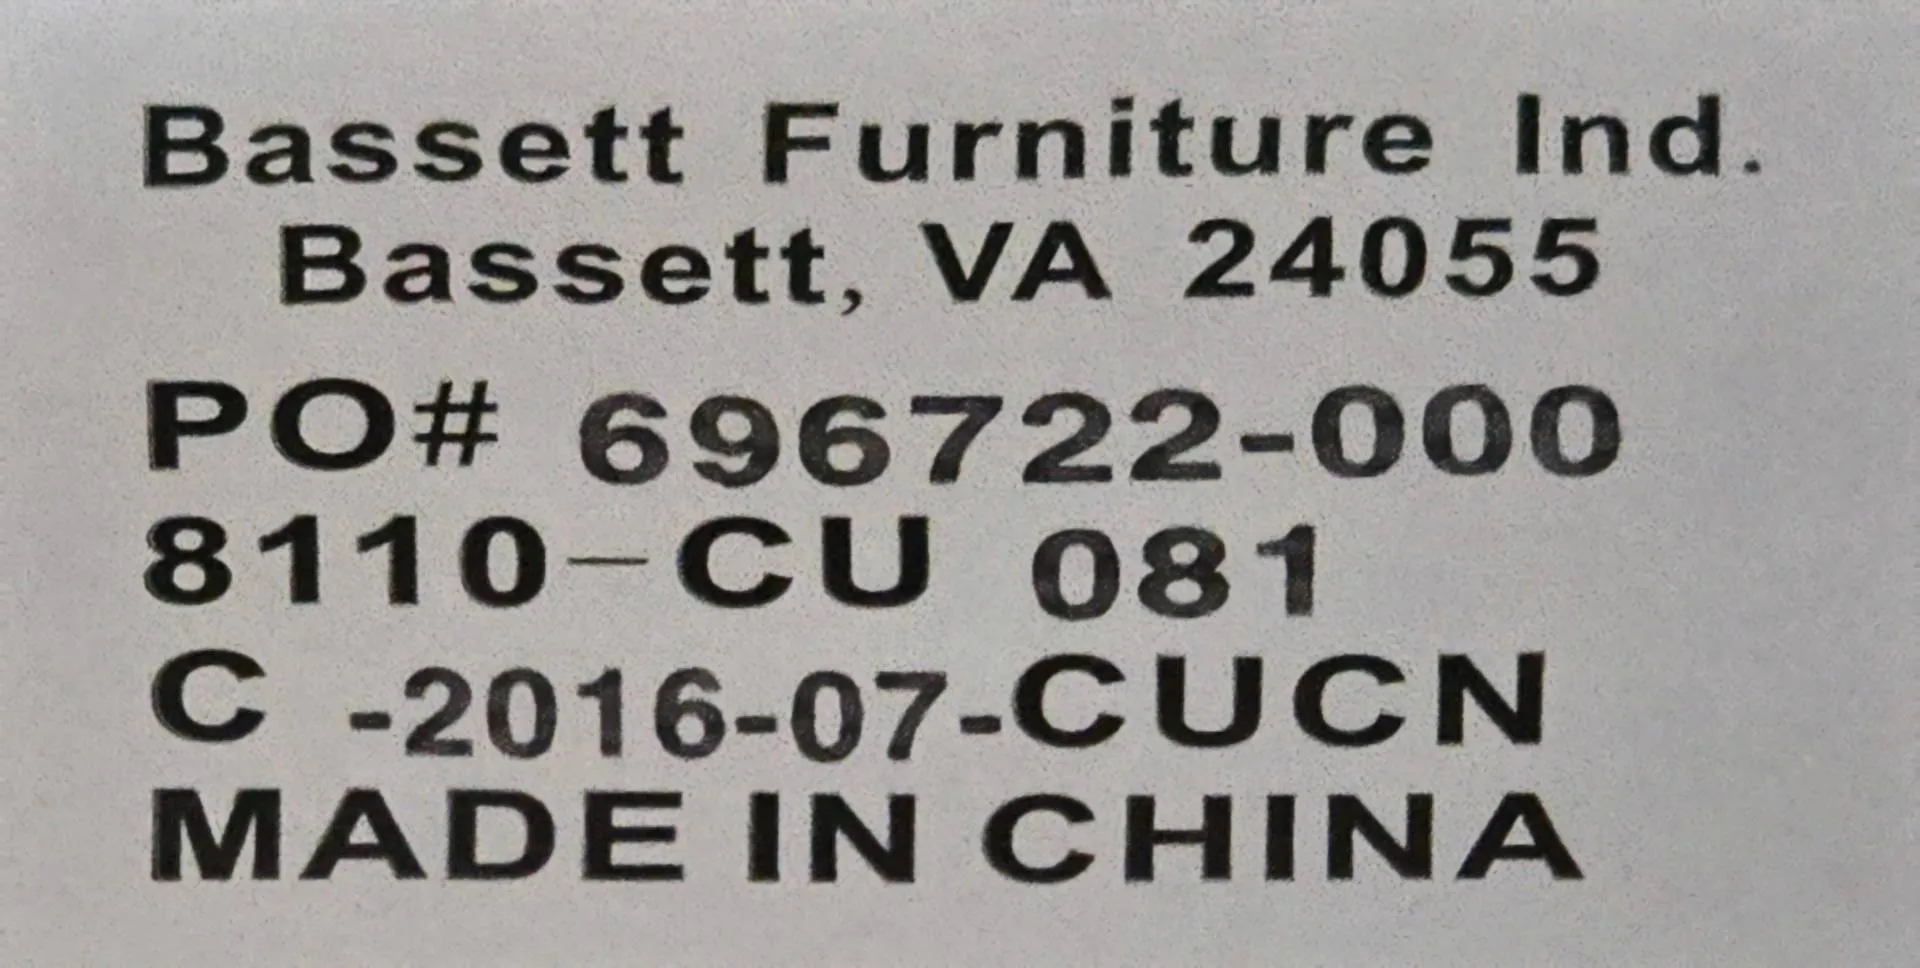 Bassett Furniture Ind.
Bassett, VA 24055
PO# 696722-000
8110-CU 081
C -2016-07-CUCN
MADE IN CHINA